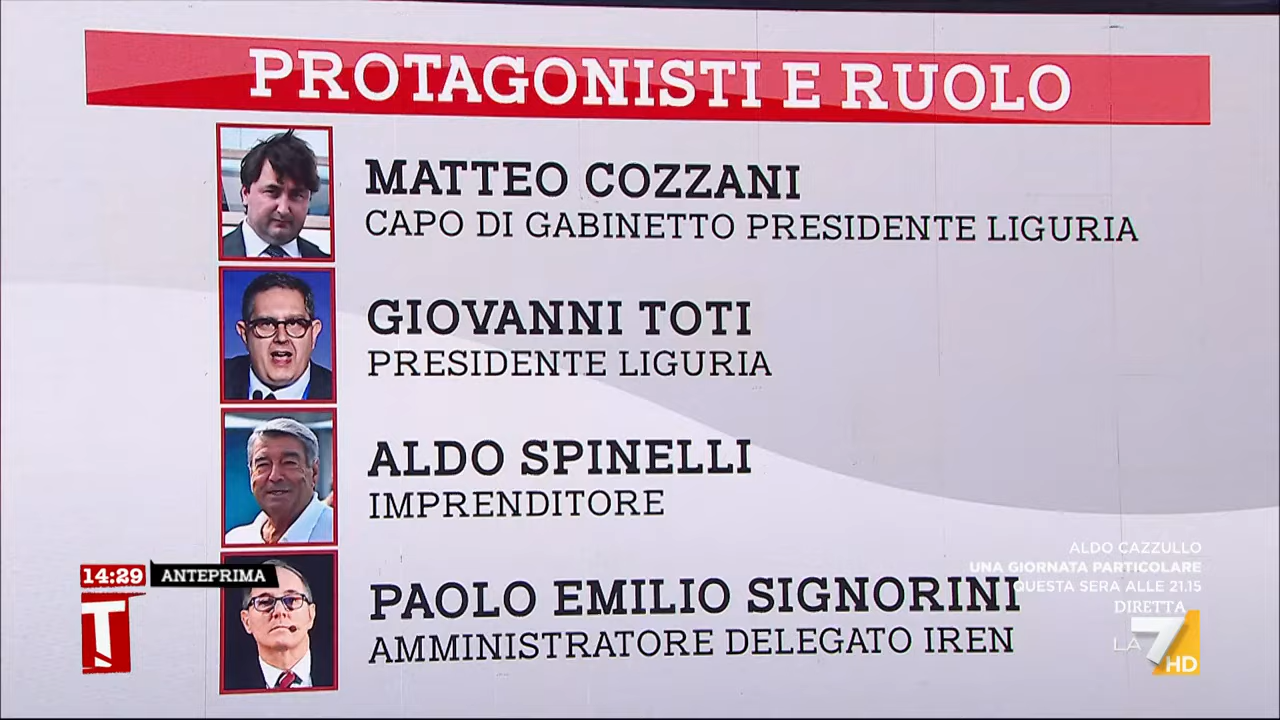 PROTAGONISTI E RUOLO
MATTEO COZZANI
CAPO DI GABINETTO PRESIDENTE LIGURIA
GIOVANNI TOTI
PRESIDENTE LIGURIA
ALDO SPINELLI
IMPRENDITORE
PAOLO EMILIO SIGNORINI
AMMINISTRATORE DELEGATO IREN
14:29 ANTEPRIMA
T
ALDO CAZZULLO
UNA GIORNATA PARTICOLARE
QUESTA SERA ALLE 21.15
DIRETTA
LA 7 HD